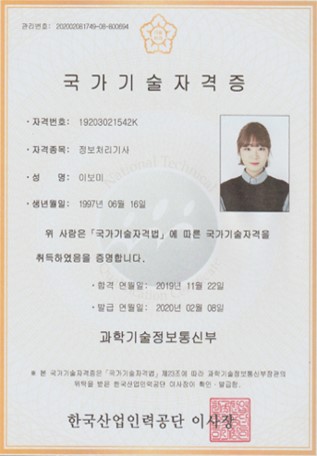 관리번호: 202002081749-08-600694
국가기술자격증
· 자격번호: 19203021542K
· 자격종목: 정보처리기사
· 성 명: 이보미
· 생년월일: 1997년 06월 16일
위 사람은「국가기술자격법」에 따른 국가기술자격을
취득하였음을 증명합니다.
· 합격 연월일: 2019년 11월 22일
· 발급 연월일: 2020년 02월 08일
과학기술정보통신부
※ 본 국가기술자격증은「국가기술자격법」제23조에 따라 과학기술정보통신부장관의
위탁을 받은 한국산업인력공단 이사장이 확인·발급함.
한국산업인력공단 이사장